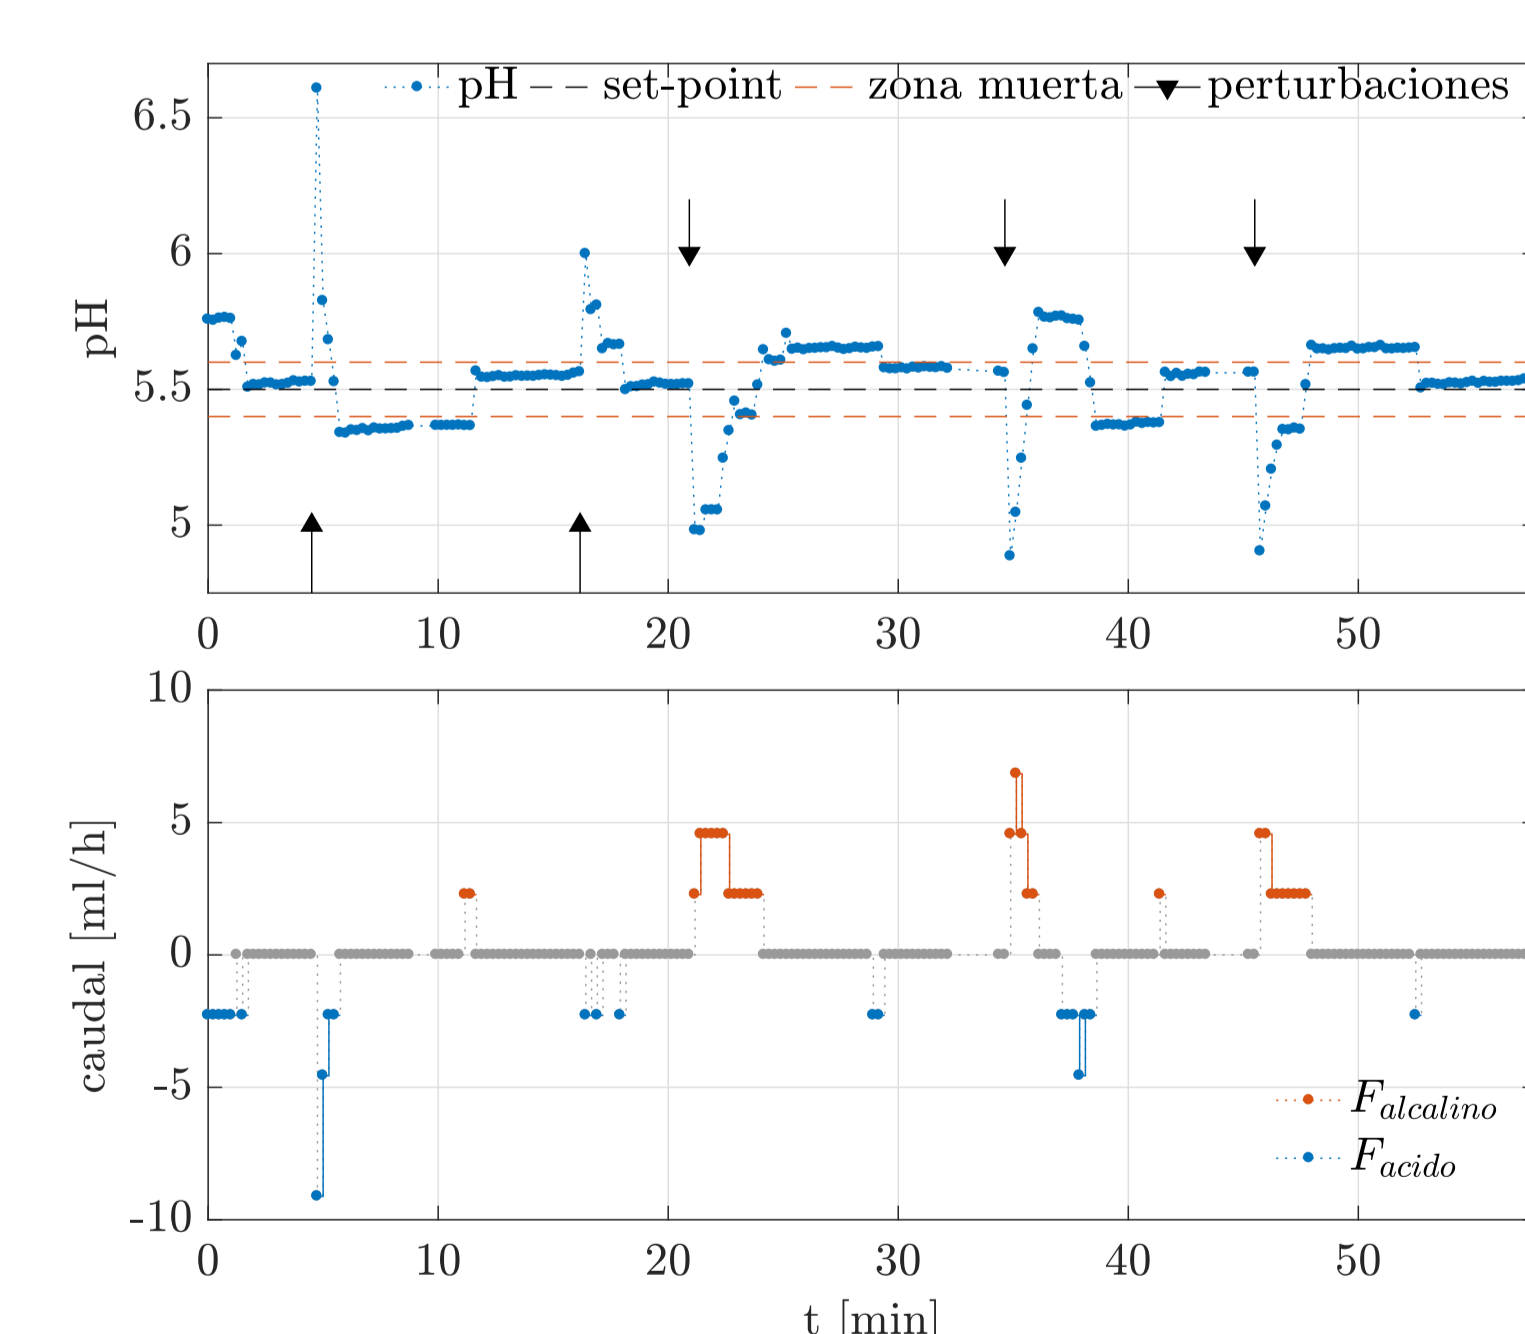 pH set-point zona muerta perturbaciones
6.5
6
5.5
5
pH
0 10 20 30 40 50
10
5
0
-5
-10
caudal [ml/h]
F_alcalino
F_acido
0 10 20 30 40 50
t [min]